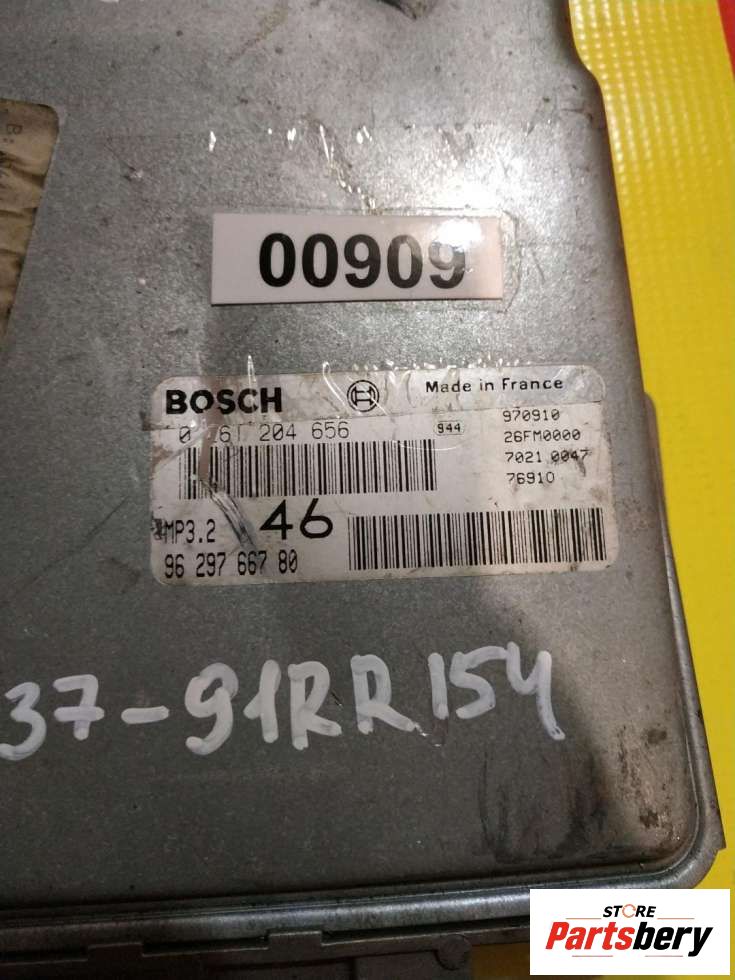 00909
BOSCH Made in France
0 261 204 656 944 970910
26FM0000
7021 0047
76910
MP3.2 46
96 297 667 80
37-91RR154
STORE
Partsbery